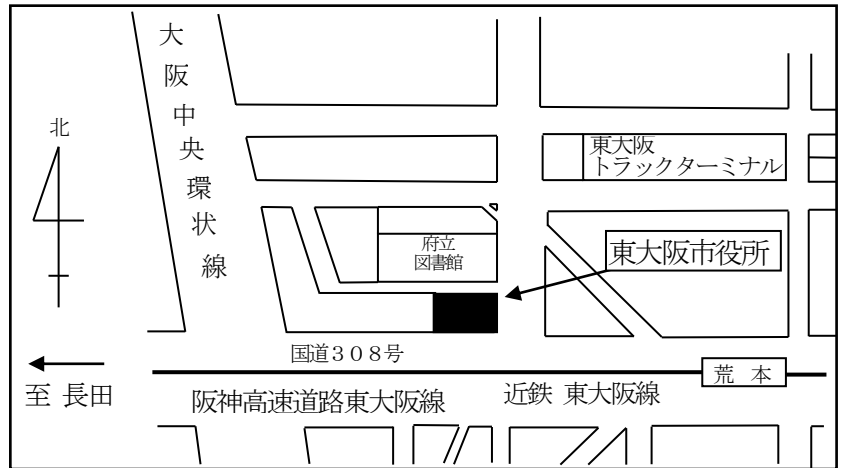 大阪中央環状線
北
東大阪
トラックターミナル
府立
図書館
東大阪市役所
国道３０８号
荒　本
至 長田
阪神高速道路東大阪線
近鉄 東大阪線